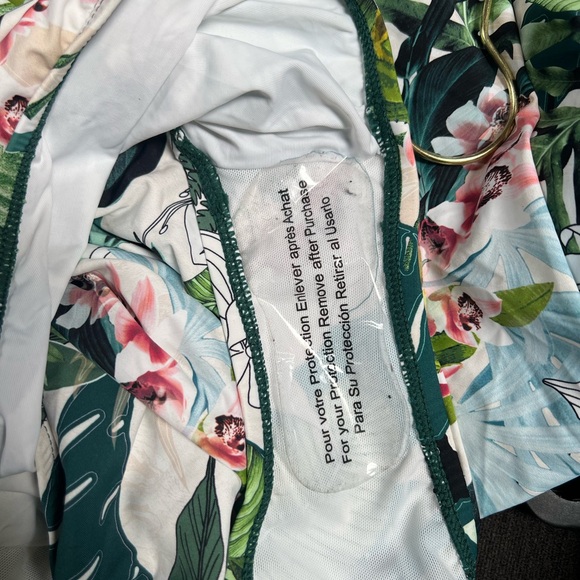 Pour votre Protection Enlever après Achat
For your Protection Remove after Purchase
Para Su Protección Retirar al Usarlo